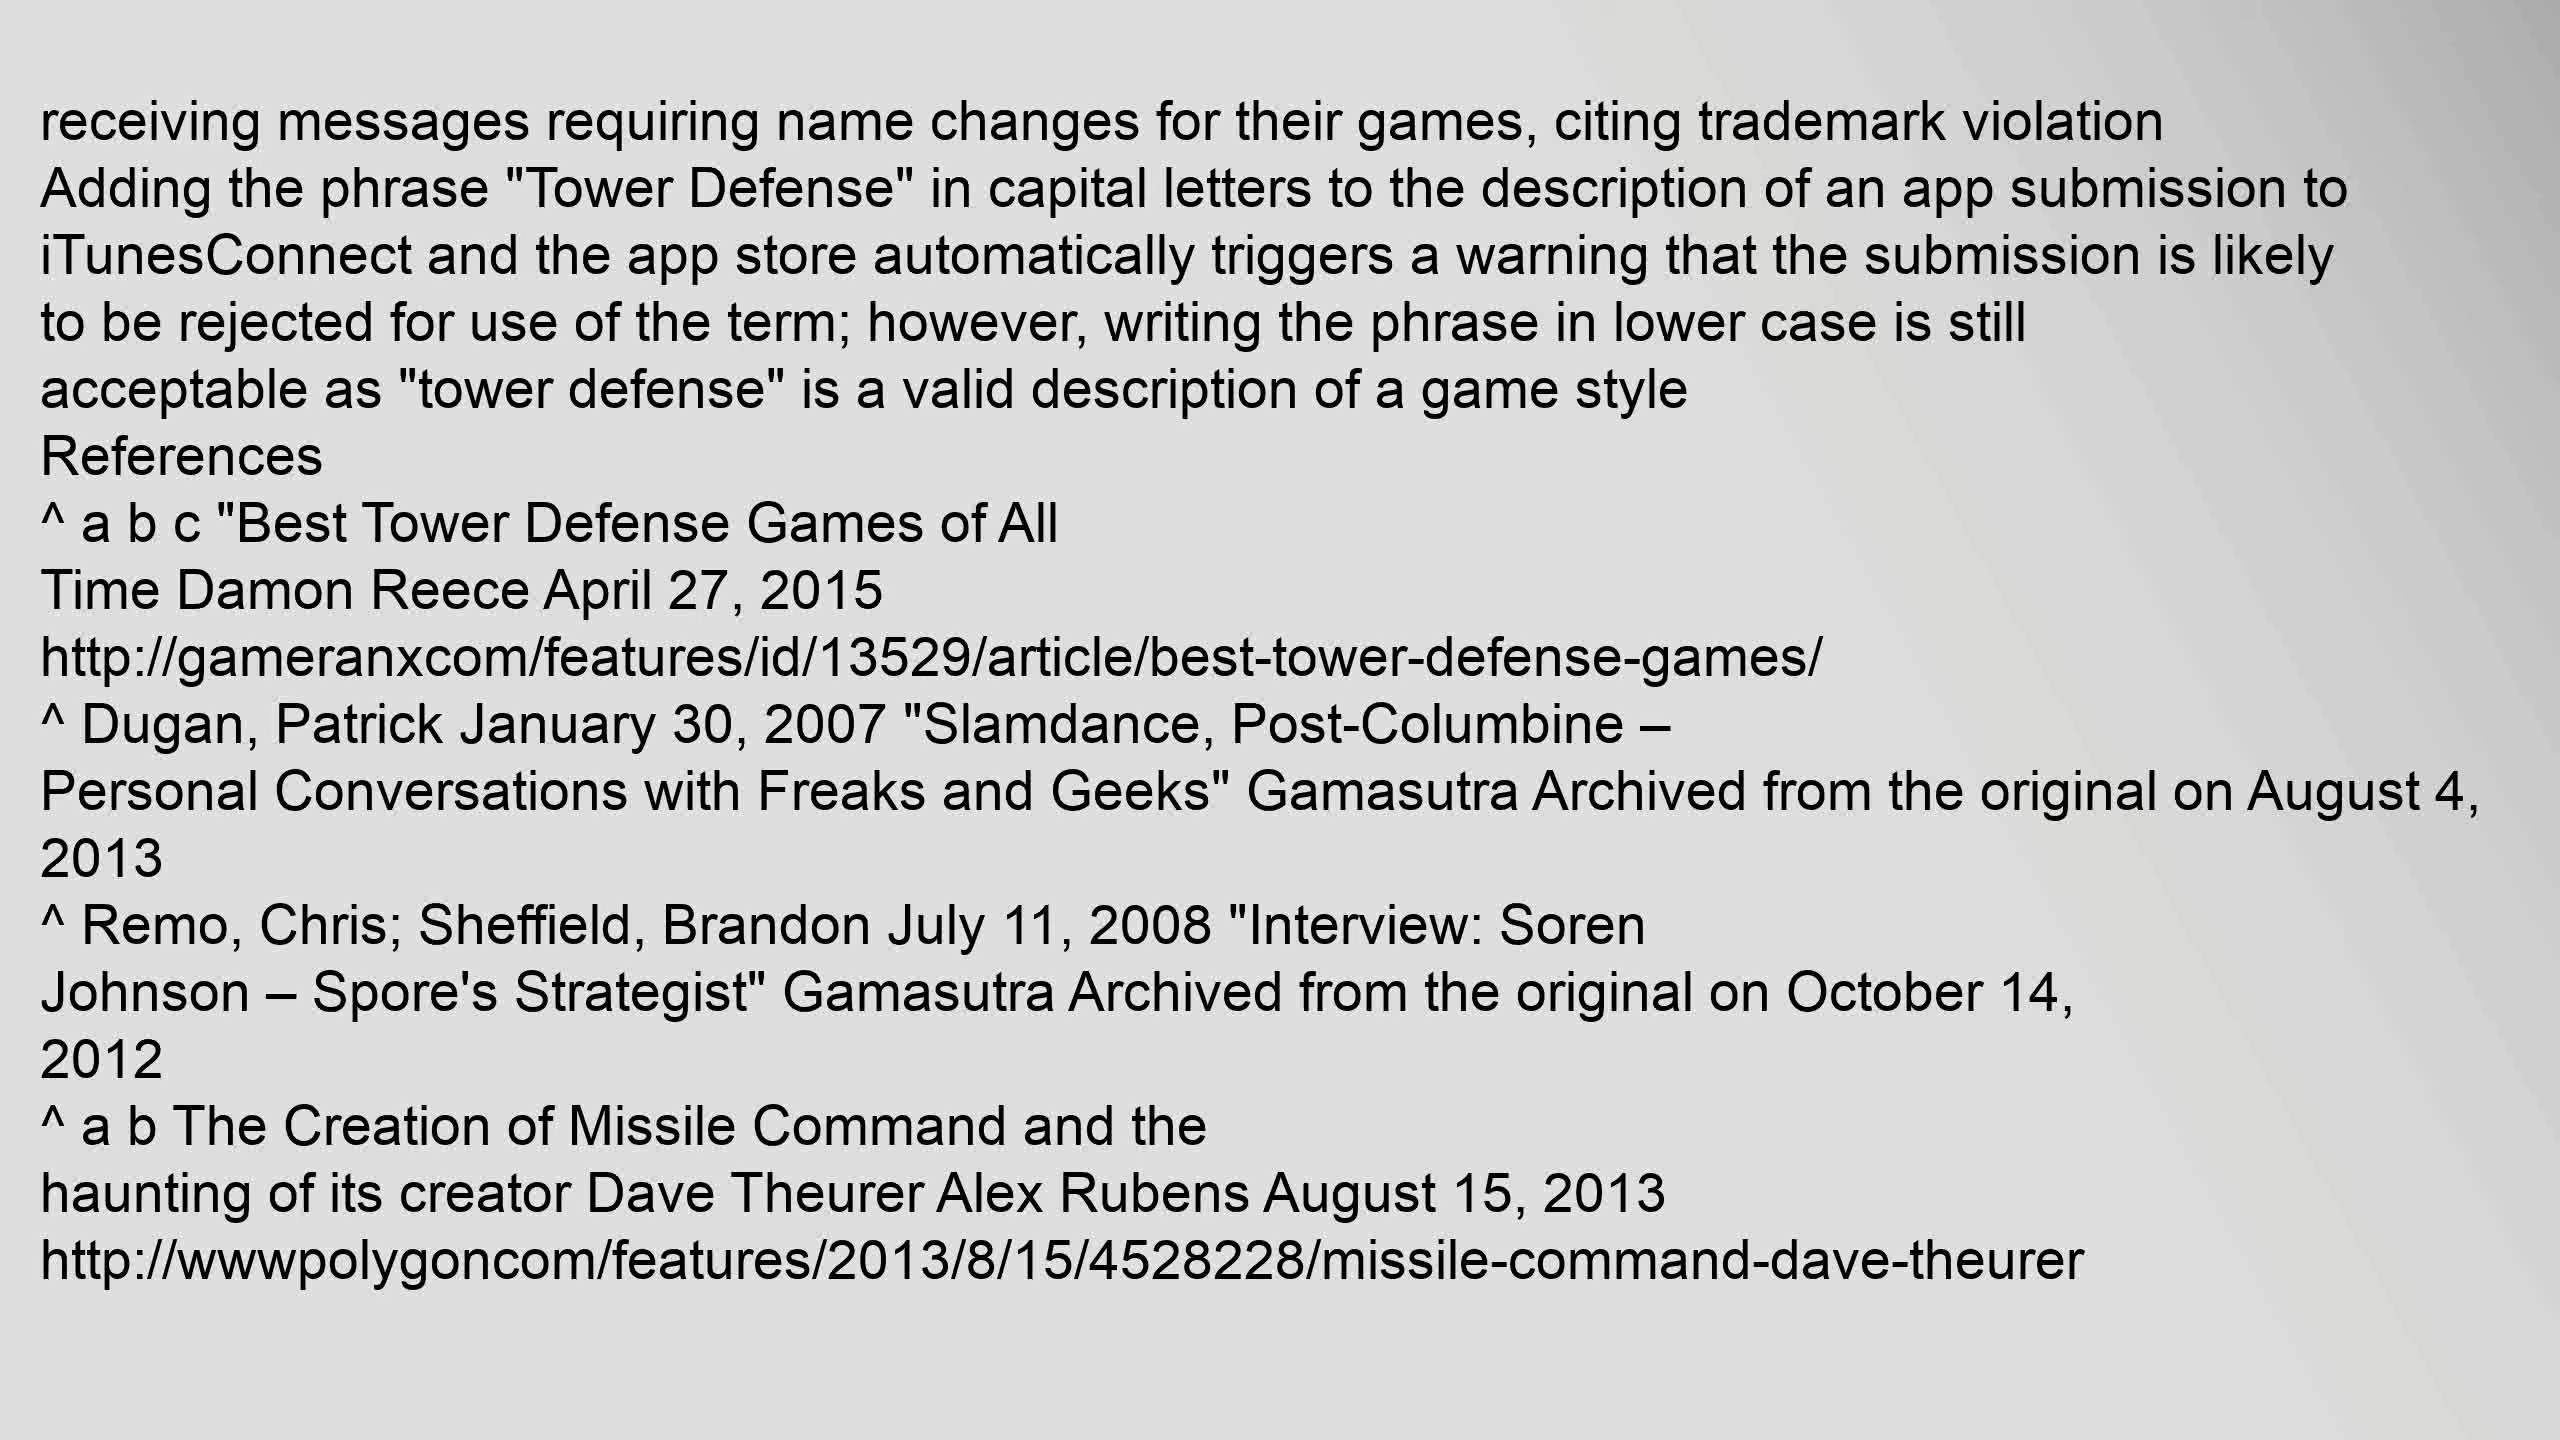 receiving messages requiring name changes for their games, citing trademark violation
Adding the phrase "Tower Defense" in capital letters to the description of an app submission to
iTunesConnect and the app store automatically triggers a warning that the submission is likely
to be rejected for use of the term; however, writing the phrase in lower case is still
acceptable as "tower defense" is a valid description of a game style
References
^ a b c "Best Tower Defense Games of All
Time Damon Reece April 27, 2015
http://gameranxcom/features/id/13529/article/best-tower-defense-games/
^ Dugan, Patrick January 30, 2007 "Slamdance, Post-Columbine –
Personal Conversations with Freaks and Geeks" Gamasutra Archived from the original on August 4,
2013
^ Remo, Chris; Sheffield, Brandon July 11, 2008 "Interview: Soren
Johnson – Spore's Strategist" Gamasutra Archived from the original on October 14,
2012
^ a b The Creation of Missile Command and the
haunting of its creator Dave Theurer Alex Rubens August 15, 2013
http://wwwpolygoncom/features/2013/8/15/4528228/missile-command-dave-theurer